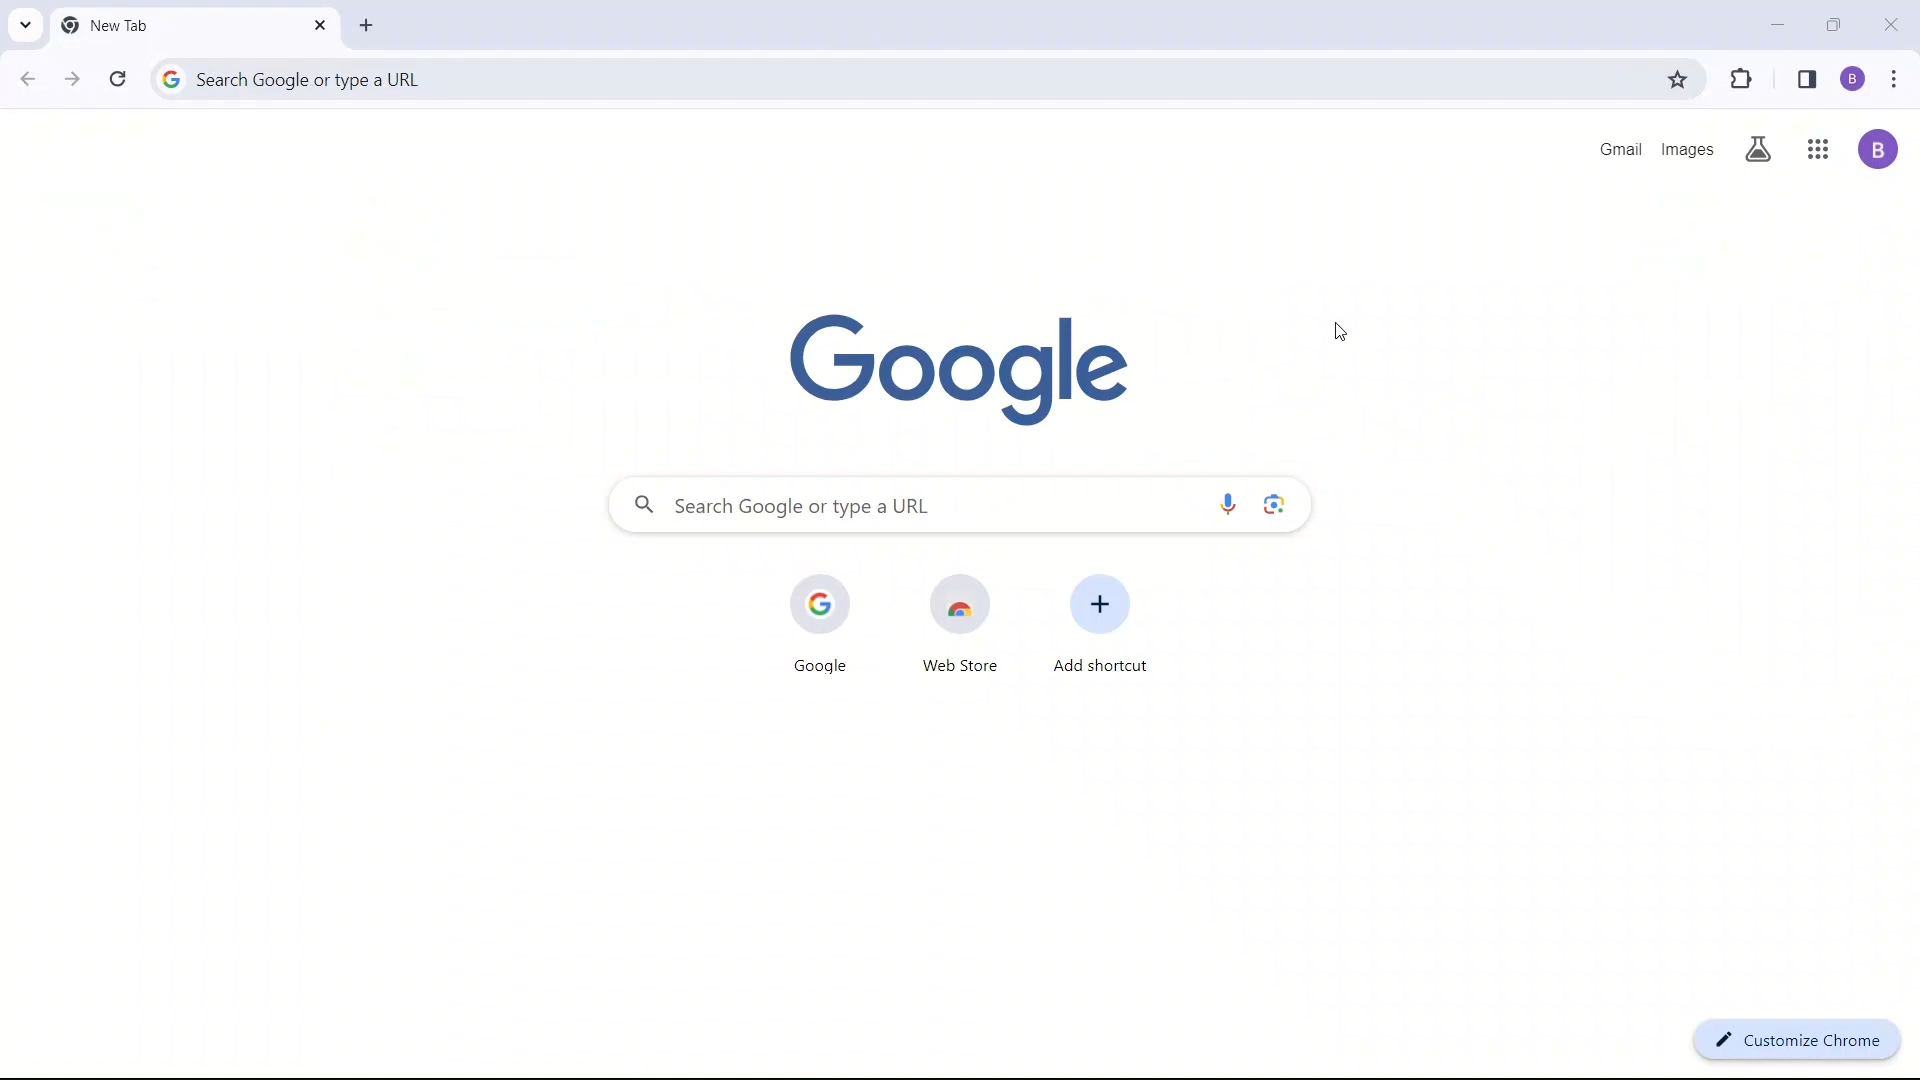 New Tab
Search Google or type a URL
B
Gmail Images
B
Google
Search Google or type a URL
Google Web Store Add shortcut
Customize Chrome